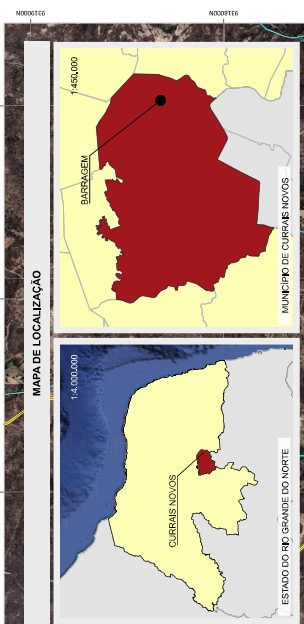 9319000N
9318000N
MAPA DE LOCALIZAÇÃO
1:4.000.000
CURRAIS NOVOS
ESTADO DO RIO GRANDE DO NORTE
1:450.000
BARRAGEM
MUNICÍPIO DE CURRAIS NOVOS